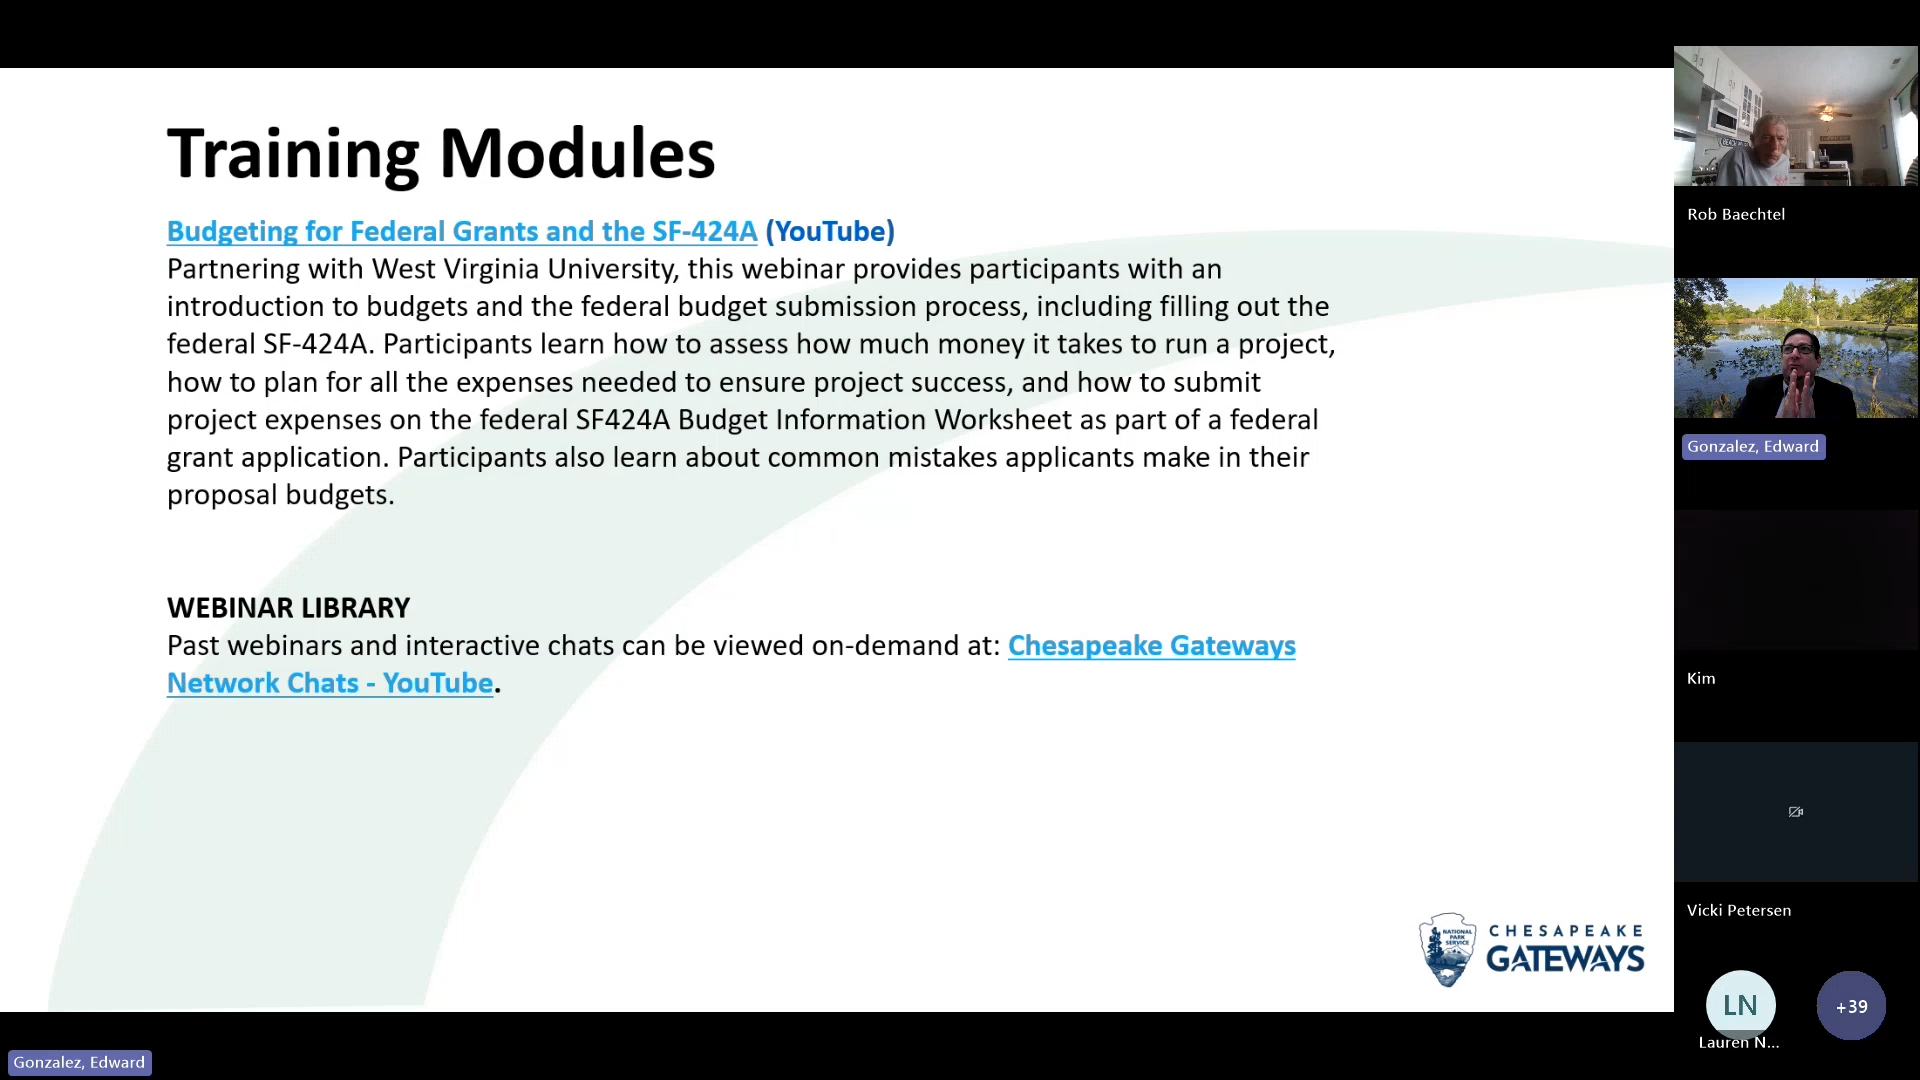 Training Modules
Budgeting for Federal Grants and the SF-424A (YouTube)
Partnering with West Virginia University, this webinar provides participants with an
introduction to budgets and the federal budget submission process, including filling out the
federal SF-424A. Participants learn how to assess how much money it takes to run a project,
how to plan for all the expenses needed to ensure project success, and how to submit
project expenses on the federal SF424A Budget Information Worksheet as part of a federal
grant application. Participants also learn about common mistakes applicants make in their
proposal budgets.
WEBINAR LIBRARY
Past webinars and interactive chats can be viewed on-demand at: Chesapeake Gateways
Network Chats - YouTube.
NATIONAL
PARK
SERVICE
CHESAPEAKE
GATEWAYS
Rob Baechtel
Gonzalez, Edward
Kim
Vicki Petersen
LN
+39
Lauren N...
Gonzalez, Edward